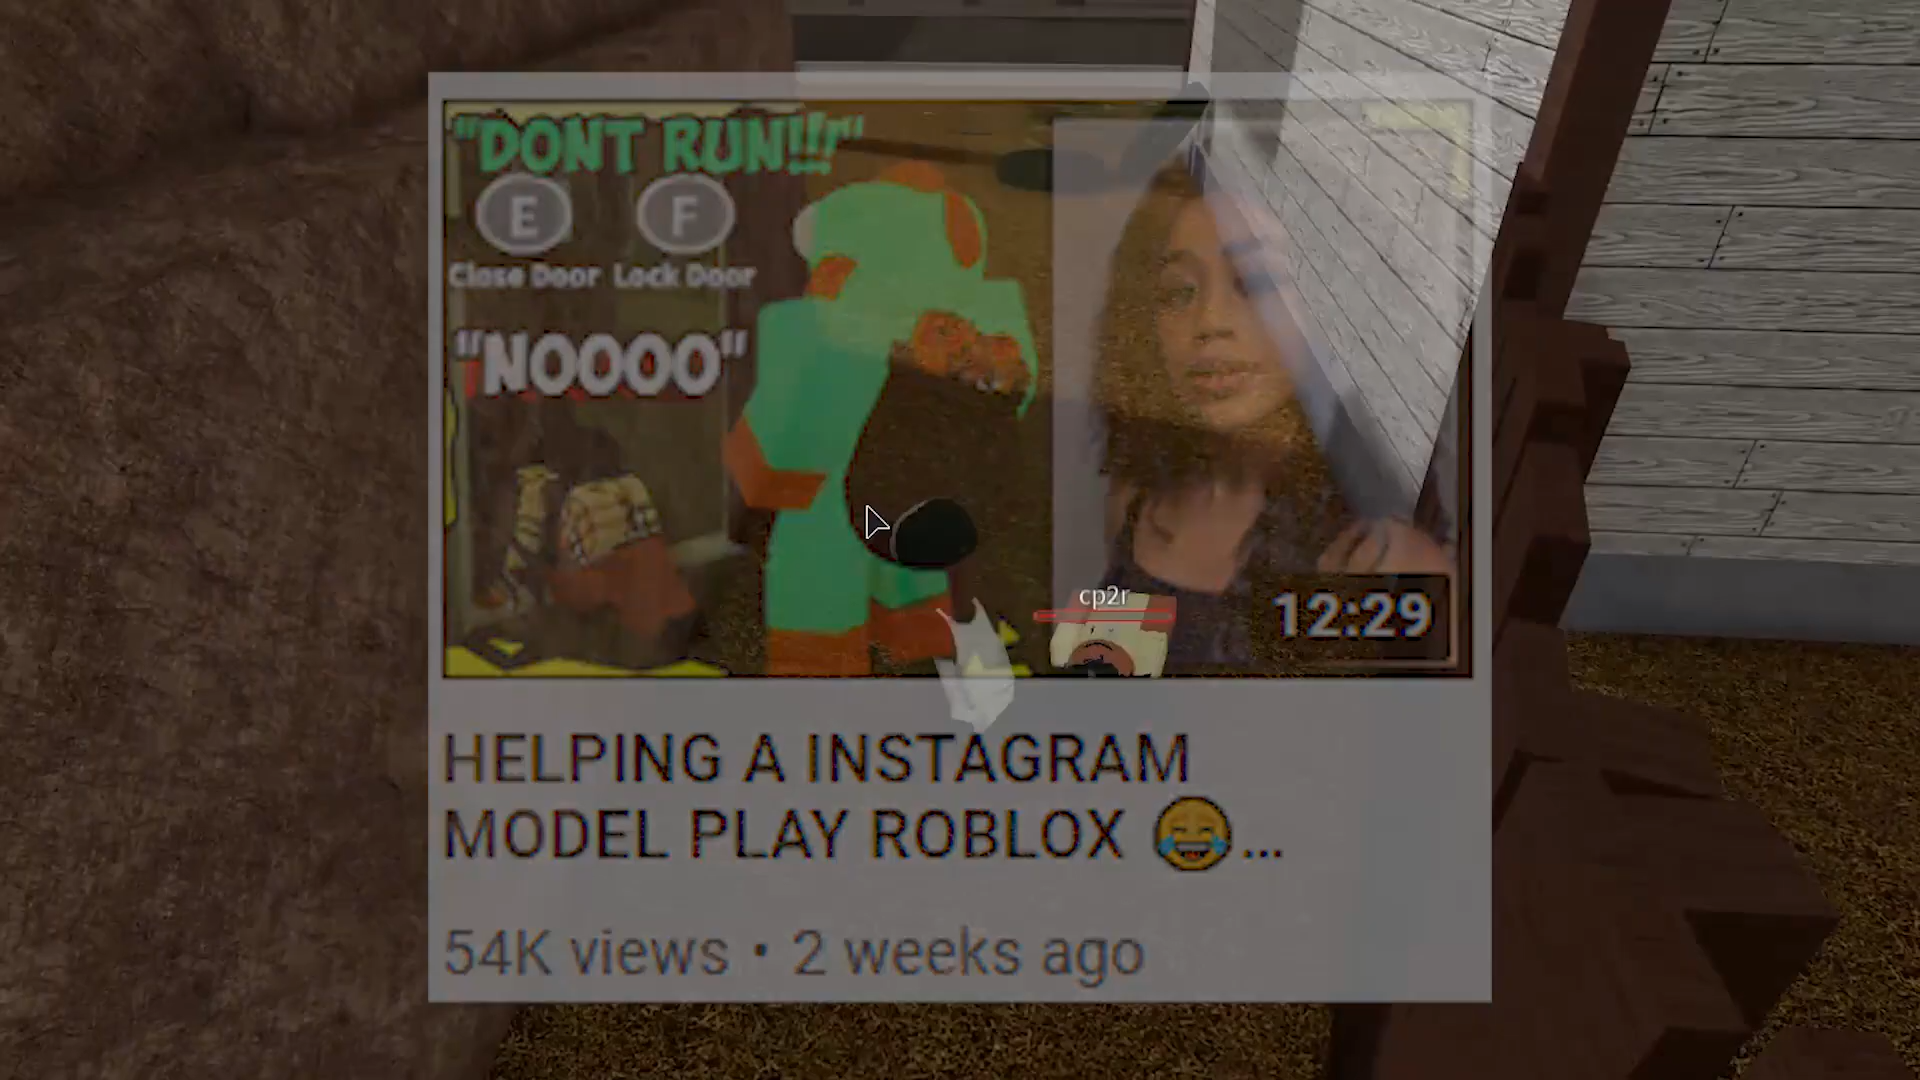 "DONT RUN!!!"
E F
Close Door Lock Door
"NOOOO"
cp2r
12:29
HELPING A INSTAGRAM
MODEL PLAY ROBLOX 😂...
54K views • 2 weeks ago